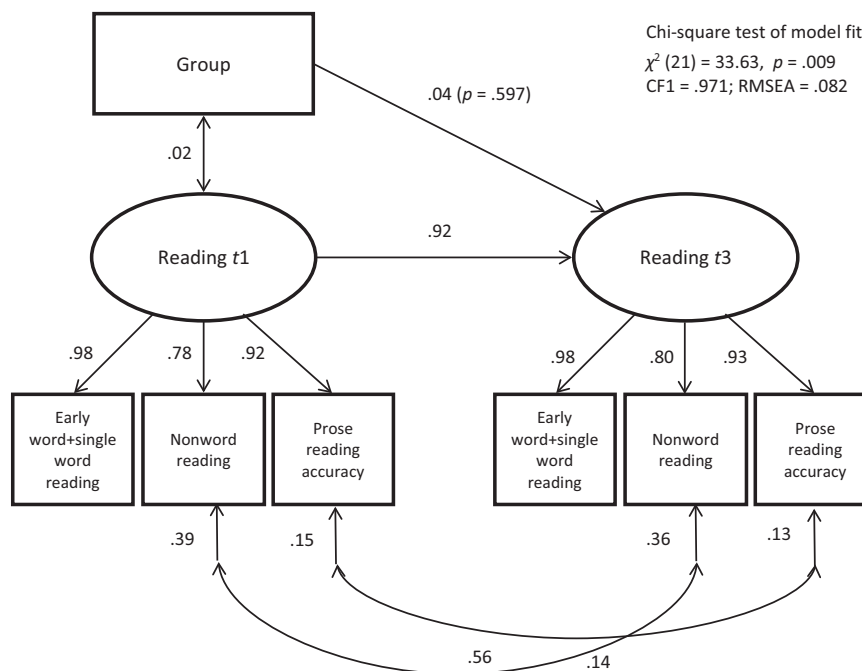 Group
Chi-square test of model fit
χ² (21) = 33.63, p = .009
CF1 = .971; RMSEA = .082
.04 (p = .597)
.02
Reading t1
.92
Reading t3
.98
.78
.92
.98
.80
.93
Early
word+single
word
reading
Nonword
reading
Prose
reading
accuracy
Early
word+single
word
reading
Nonword
reading
Prose
reading
accuracy
.39
.15
.36
.13
.56
.14